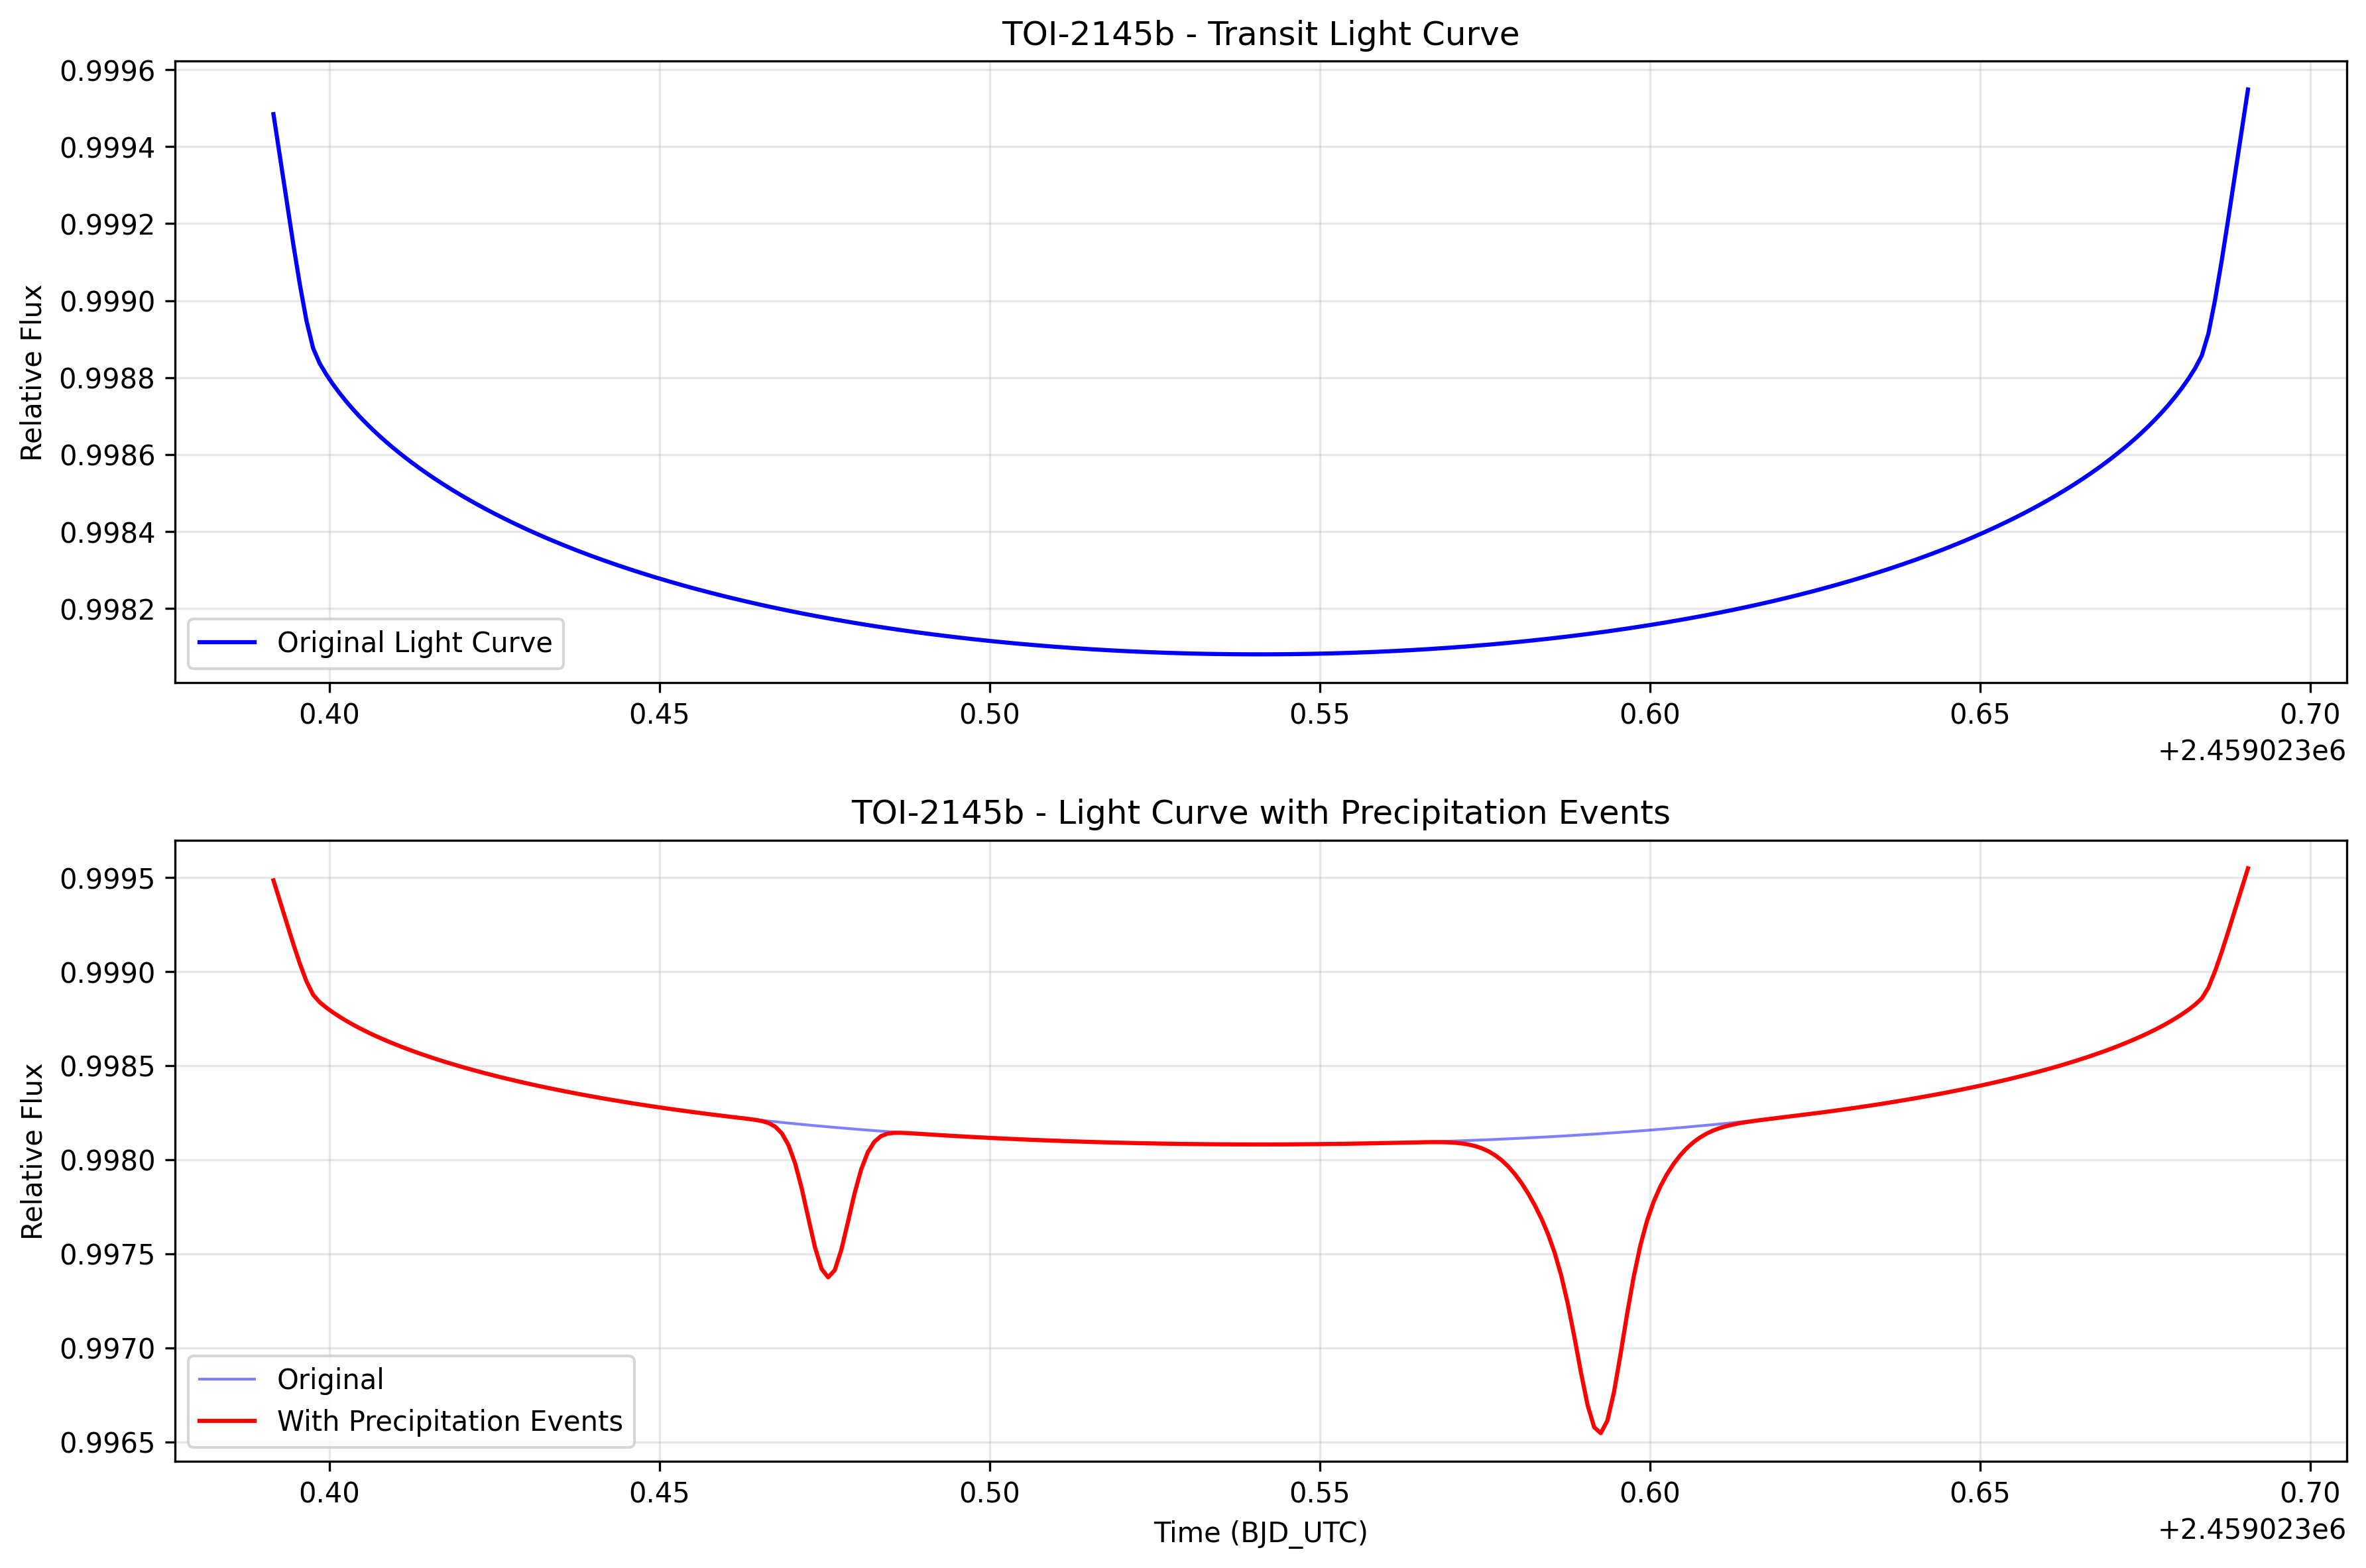 TOI-2145b - Transit Light Curve
0.9996
0.9994
0.9992
0.9990
0.9988
0.9986
0.9984
0.9982
Relative Flux
Original Light Curve
0.40 0.45 0.50 0.55 0.60 0.65 0.70
+2.459023e6
TOI-2145b - Light Curve with Precipitation Events
0.9995
0.9990
0.9985
0.9980
0.9975
0.9970
0.9965
Relative Flux
Original
With Precipitation Events
0.40 0.45 0.50 0.55 0.60 0.65 0.70
Time (BJD_UTC)
+2.459023e6